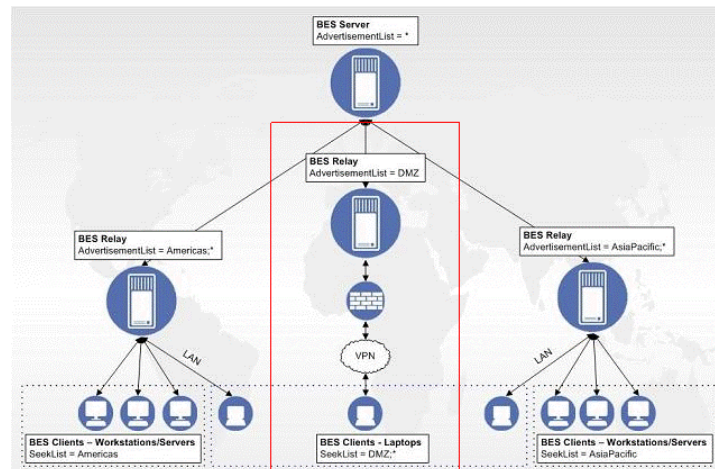 BES Server
AdvertisementList = *
BES Relay
AdvertisementList = DMZ
BES Relay
AdvertisementList = Americas;*
BES Relay
AdvertisementList = AsiaPacific;*
LAN
VPN
LAN
BES Clients – Workstations/Servers
SeekList = Americas
BES Clients - Laptops
SeekList = DMZ;*
BES Clients – Workstations/Servers
SeekList = AsiaPacific